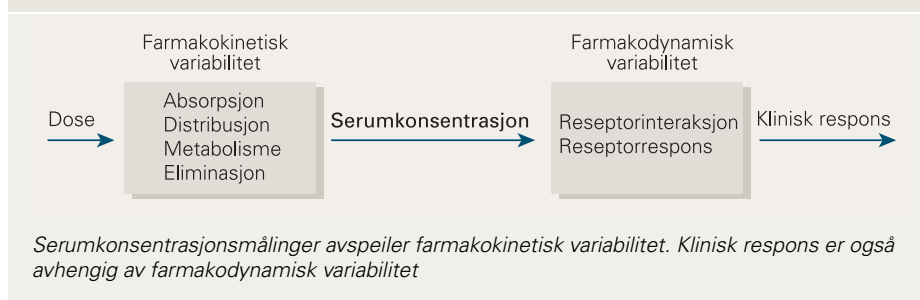 Farmakokinetisk
variabilitet
Farmakodynamisk
variabilitet
Dose
Absorpsjon
Distribusjon
Metabolisme
Eliminasjon
Serumkonsentrasjon
Reseptorinteraksjon
Reseptorrespons
Klinisk respons
Serumkonsentrasjonsmålinger avspeiler farmakokinetisk variabilitet. Klinisk respons er også
avhengig av farmakodynamisk variabilitet